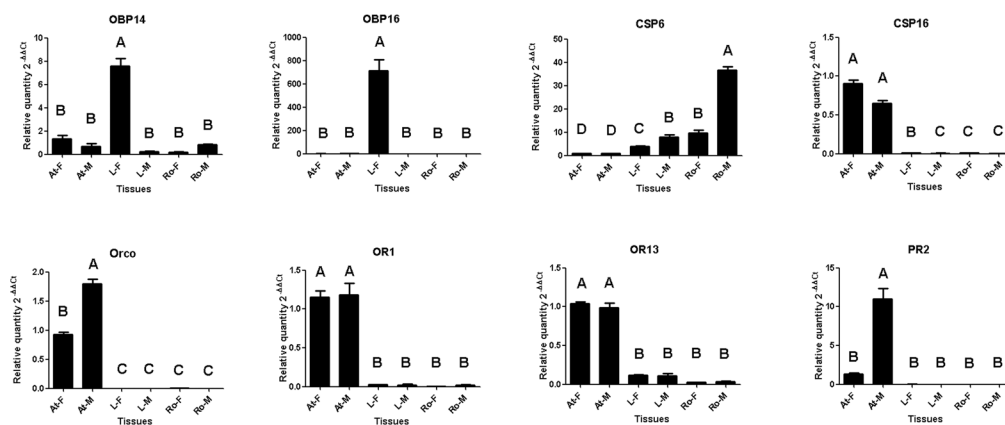 OBP14
Relative quantity 2^-ΔΔCt
10
8
6
4
2
0
B B A B B B
At-F At-M L-F L-M Ro-F Ro-M
Tissues
OBP16
Relative quantity 2^-ΔΔCt
1000
800
600
400
200
0
B B A B B B
At-F At-M L-F L-M Ro-F Ro-M
Tissues
CSP6
Relative quantity 2^-ΔΔCt
50
40
30
20
10
0
D D C B B A
At-F At-M L-F L-M Ro-F Ro-M
Tissues
CSP16
Relative quantity 2^-ΔΔCt
1.5
1.0
0.5
0.0
A A B C C C
At-F At-M L-F L-M Ro-F Ro-M
Tissues
Orco
Relative quantity 2^-ΔΔCt
2.0
1.5
1.0
0.5
0.0
B A C C C C
At-F At-M L-F L-M Ro-F Ro-M
Tissues
OR1
Relative quantity 2^-ΔΔCt
1.5
1.0
0.5
0.0
A A B B B B
At-F At-M L-F L-M Ro-F Ro-M
Tissues
OR13
Relative quantity 2^-ΔΔCt
1.5
1.0
0.5
0.0
A A B B B B
At-F At-M L-F L-M Ro-F Ro-M
Tissues
PR2
Relative quantity 2^-ΔΔCt
15
10
5
0
B A B B B B
At-F At-M L-F L-M Ro-F Ro-M
Tissues